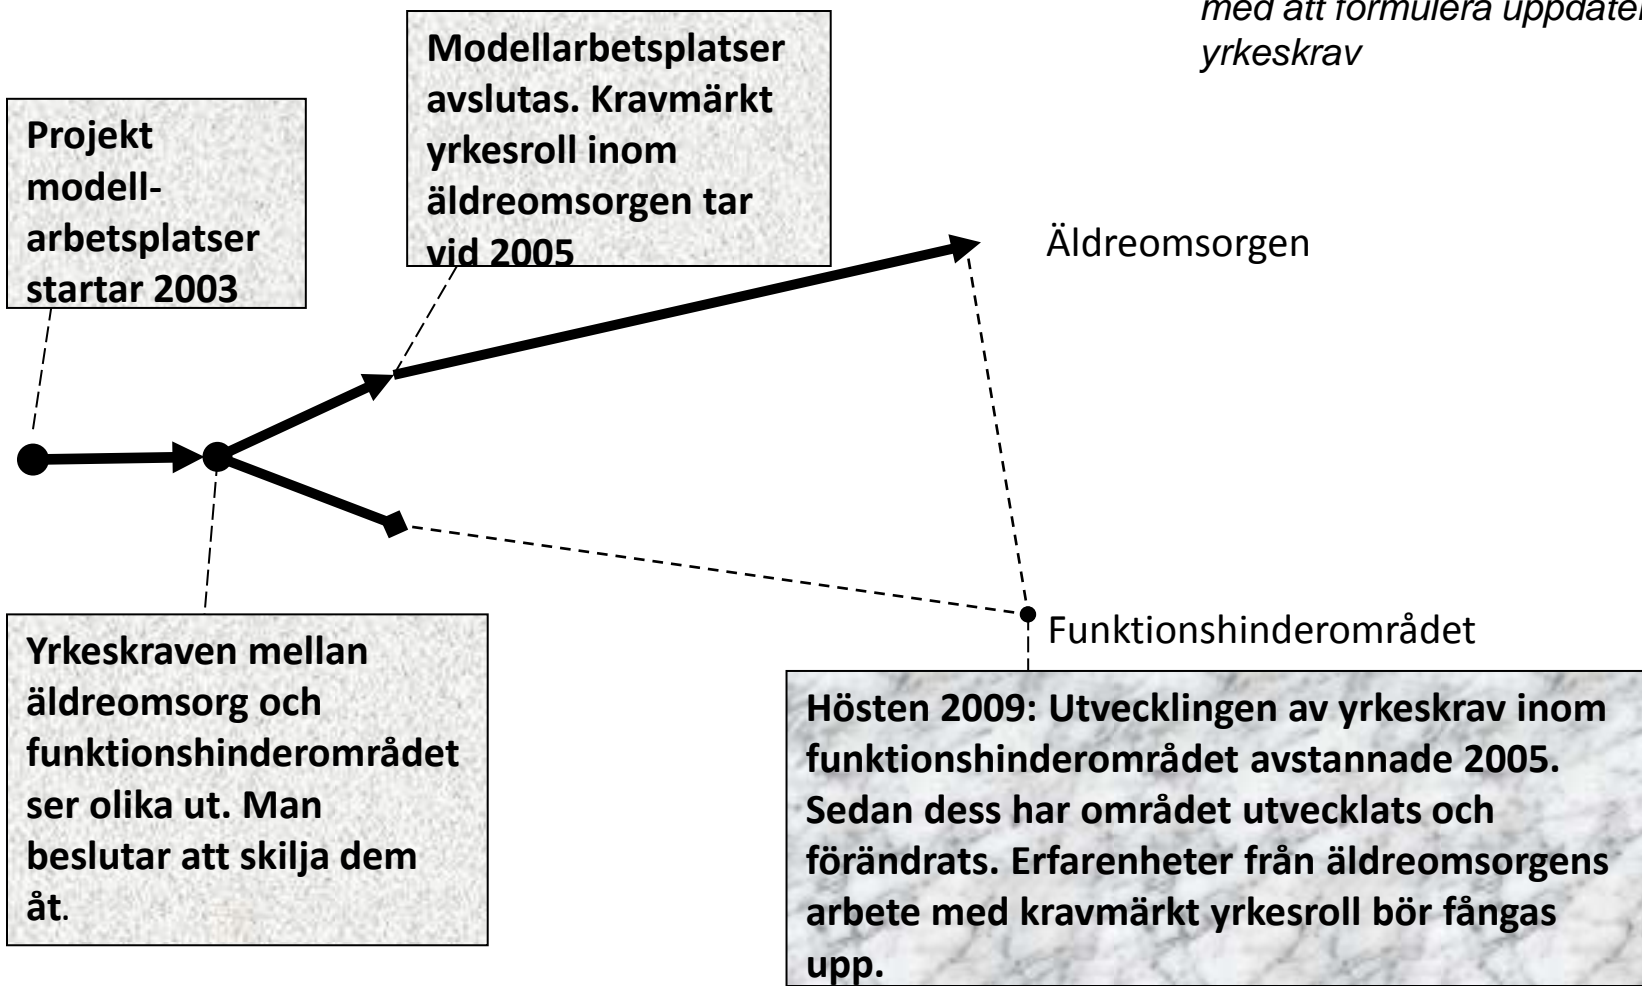 med att formulera
yrkeskrav
Modellarbetsplatser
avslutas. Kravmärkt
yrkesroll inom
äldreomsorgen tar
vid 2005
Projekt
modell-
arbetsplatser
startar 2003
Äldreomsorgen
Funktionshinderområdet
Yrkeskraven mellan
äldreomsorg och
funktionshinderområdet
ser olika ut. Man
beslutar att skilja dem
åt.
Hösten 2009: Utvecklingen av yrkeskrav inom
funktionshinderområdet avstannade 2005.
Sedan dess har området utvecklats och
förändrats. Erfarenheter från äldreomsorgens
arbete med kravmärkt yrkesroll bör fångas
upp.